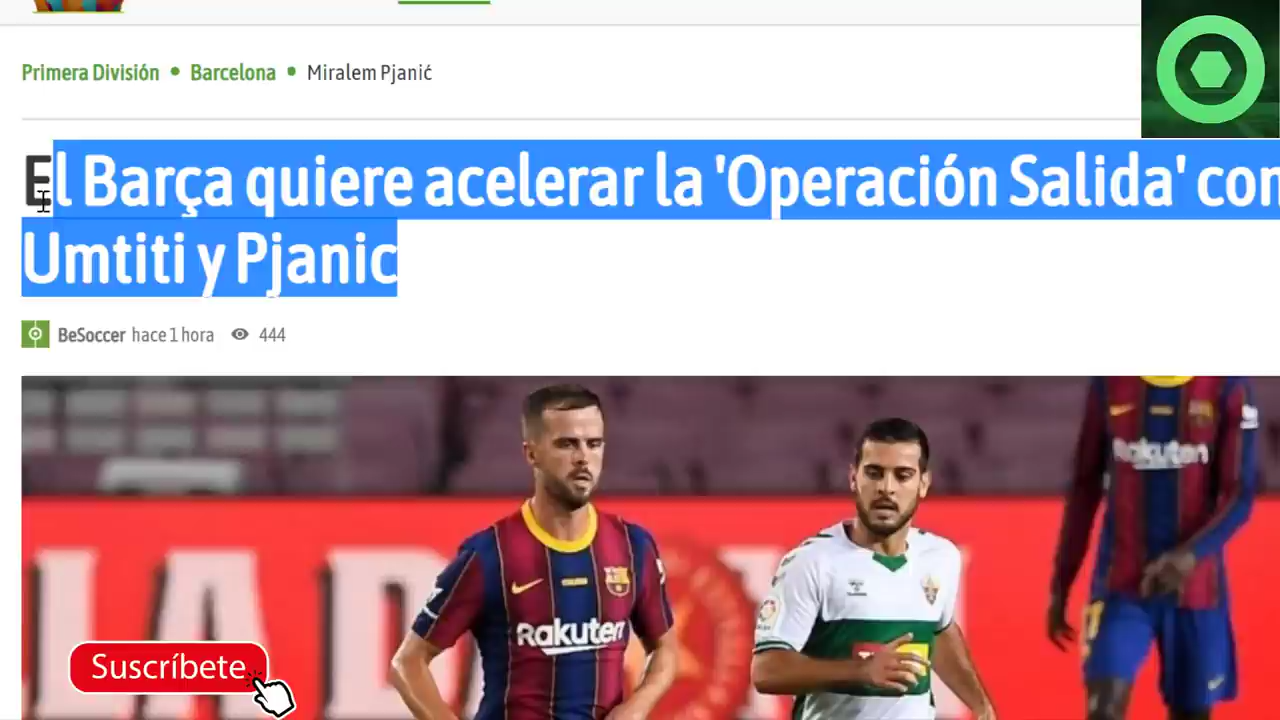 Primera División • Barcelona • Miralem Pjanić
El Barça quiere acelerar la 'Operación Salida' con
Umtiti y Pjanic
BeSoccer hace 1 hora 444
Rakuten
Rakuten
Suscríbete